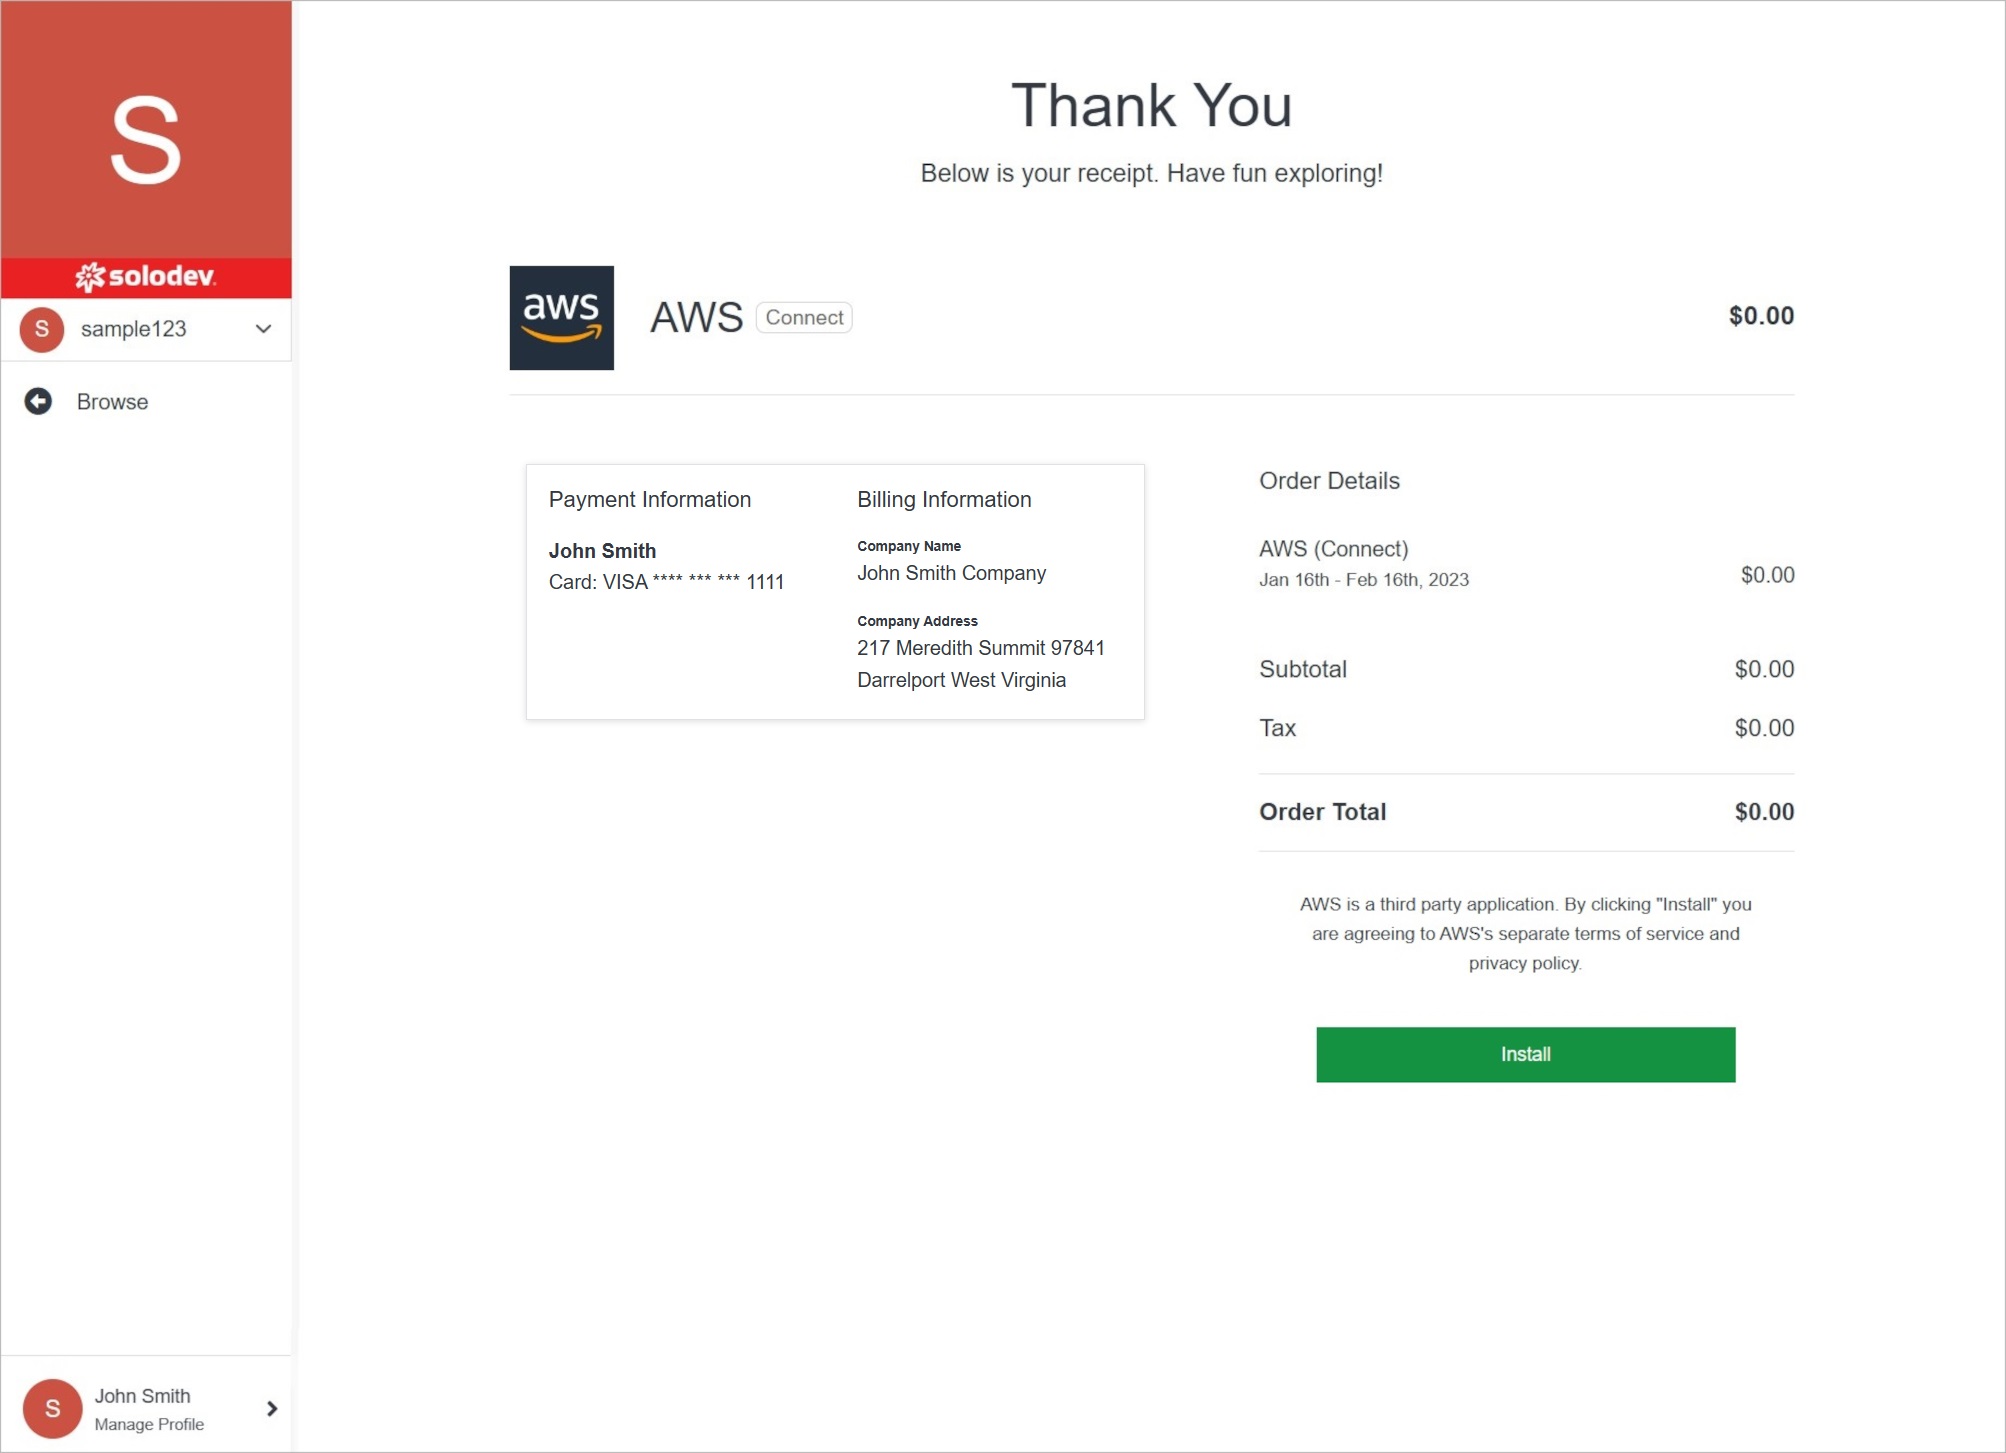 S
solodev
S sample123
Browse
Thank You
Below is your receipt. Have fun exploring!
aws
AWS Connect $0.00
Payment Information
John Smith
Card: VISA **** *** *** 1111
Billing Information
Company Name
John Smith Company
Company Address
217 Meredith Summit 97841
Darrelport West Virginia
Order Details
AWS (Connect)
Jan 16th - Feb 16th, 2023 $0.00
Subtotal $0.00
Tax $0.00
Order Total $0.00
AWS is a third party application. By clicking "Install" you
are agreeing to AWS's separate terms of service and
privacy policy.
Install
S
John Smith
Manage Profile